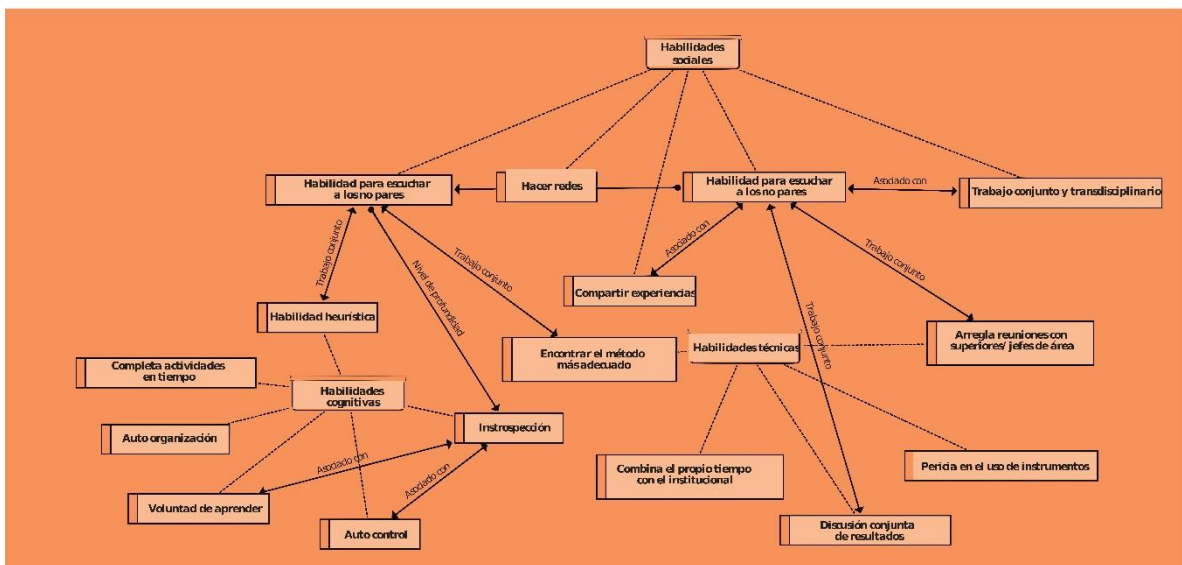 Habilidades
sociales
Habilidad para escuchar
a los no pares
Hacer redes
Habilidad para escuchar
a los no pares
Asociado con
Trabajo conjunto y transdisciplinario
Trabajo conjunto
Nivel de profundidad
Trabajo conjunto
Asociado con
Trabajo conjunto
Trabajo conjunto
Compartir experiencias
Habilidad heurística
Encontrar el método
más adecuado
Habilidades técnicas
Arregla reuniones con
superiores/ jefes de área
Completa actividades
en tiempo
Habilidades
cognitivas
Auto organización
Instrospección
Asociado con
Asociado con
Voluntad de aprender
Auto control
Combina el propio tiempo
con el institucional
Pericia en el uso de instrumentos
Discusión conjunta
de resultados